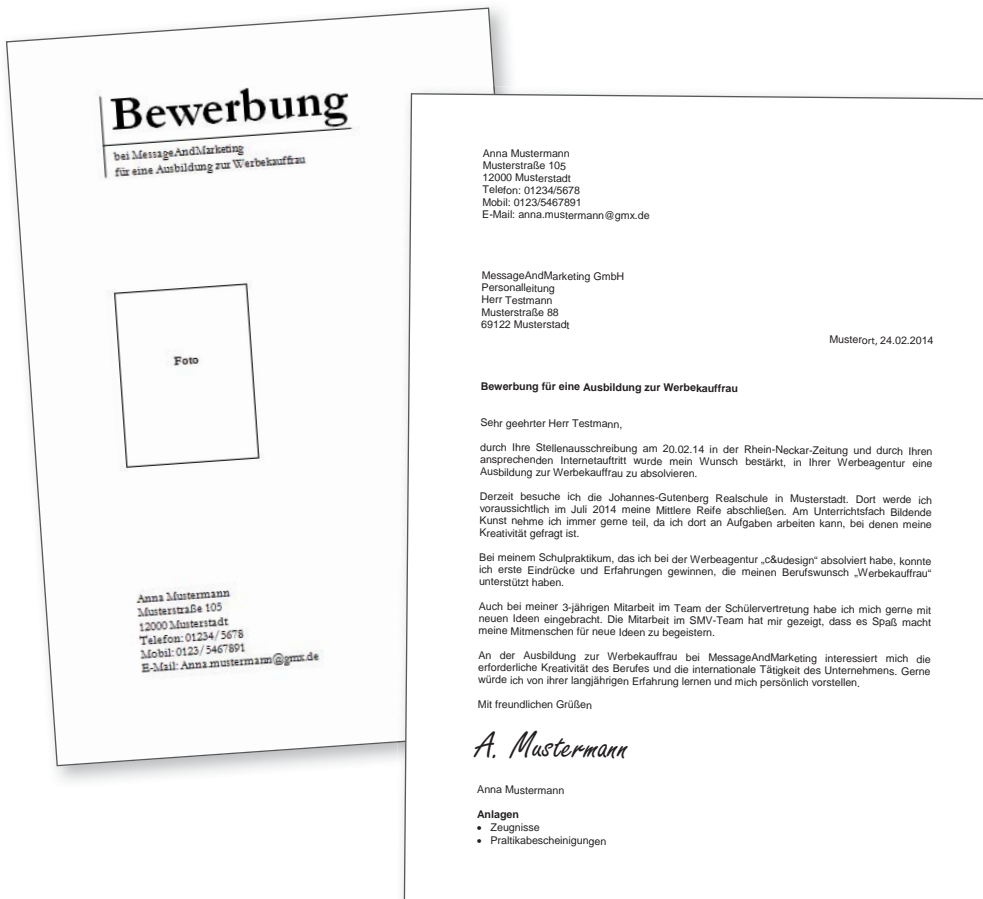 Bewerbung
bei MessageAndMarketing
für eine Ausbildung zur Werbekauffrau
Foto
Anna Mustermann
Musterstraße 105
12000 Musterstadt
Telefon: 01234/5678
Mobil: 0123/5467891
E-Mail: Anna.mustermann@gmx.de
Anna Mustermann
Musterstraße 105
12000 Musterstadt
Telefon: 01234/5678
Mobil: 0123/5467891
E-Mail: anna.mustermann@gmx.de
MessageAndMarketing GmbH
Personalleitung
Herr Testmann
Musterstraße 88
69122 Musterstadt
Musterort, 24.02.2014
Bewerbung für eine Ausbildung zur Werbekauffrau
Sehr geehrter Herr Testmann,
durch Ihre Stellenausschreibung am 20.02.14 in der Rhein-Neckar-Zeitung und durch Ihren
ansprechenden Internetauftritt wurde mein Wunsch bestärkt, in Ihrer Werbeagentur eine
Ausbildung zur Werbekauffrau zu absolvieren.
Derzeit besuche ich die Johannes-Gutenberg Realschule in Musterstadt. Dort werde ich
voraussichtlich im Juli 2014 meine Mittlere Reife abschließen. Am Unterrichtsfach Bildende
Kunst nehme ich immer gerne teil, da ich dort an Aufgaben arbeiten kann, bei denen meine
Kreativität gefragt ist.
Bei meinem Schulpraktikum, das ich bei der Werbeagentur „c&udesign“ absolviert habe, konnte
ich erste Eindrücke und Erfahrungen gewinnen, die meinen Berufswunsch „Werbekauffrau“
unterstützt haben.
Auch bei meiner 3-jährigen Mitarbeit im Team der Schülervertretung habe ich mich gerne mit
neuen Ideen eingebracht. Die Mitarbeit im SMV-Team hat mir gezeigt, dass es Spaß macht
meine Mitmenschen für neue Ideen zu begeistern.
An der Ausbildung zur Werbekauffrau bei MessageAndMarketing interessiert mich die
erforderliche Kreativität des Berufes und die internationale Tätigkeit des Unternehmens. Gerne
würde ich von ihrer langjährigen Erfahrung lernen und mich persönlich vorstellen.
Mit freundlichen Grüßen
A. Mustermann
Anna Mustermann
Anlagen
• Zeugnisse
• Praltikabescheinigungen